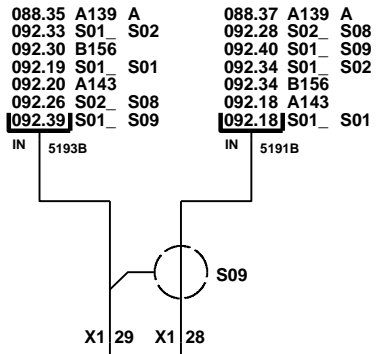 088.35 A139 A
092.33 S01_ S02
092.30 B156
092.19 S01_ S01
092.20 A143
092.26 S02_ S08
092.39 S01_ S09
IN 5193B
088.37 A139 A
092.28 S02_ S08
092.40 S01_ S09
092.34 S01_ S02
092.34 B156
092.18 A143
092.18 S01_ S01
IN 5191B
S09
X1 29 X1 28